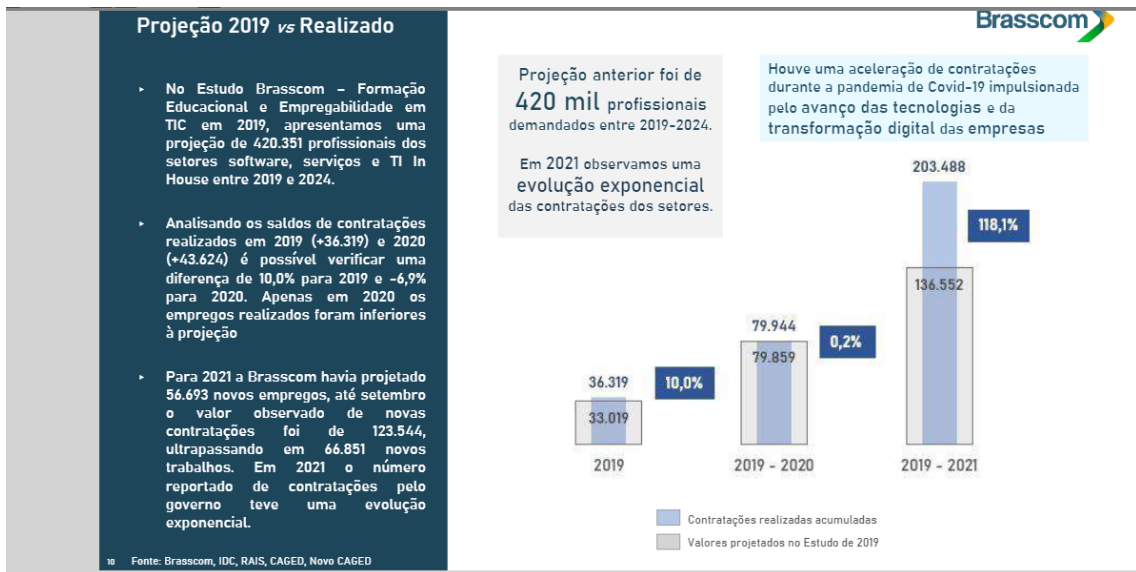 Projeção 2019 vs Realizado
▸ No Estudo Brasscom – Formação
Educacional e Empregabilidade em
TIC em 2019, apresentamos uma
projeção de 420.351 profissionais dos
setores software, serviços e TI In
House entre 2019 e 2024.
▸ Analisando os saldos de contratações
realizados em 2019 (+36.319) e 2020
(+43.624) é possível verificar uma
diferença de 10,0% para 2019 e -6,9%
para 2020. Apenas em 2020 os
empregos realizados foram inferiores
à projeção
▸ Para 2021 a Brasscom havia projetado
56.693 novos empregos, até setembro
o valor observado de novas
contratações foi de 123.544,
ultrapassando em 66.851 novos
trabalhos. Em 2021 o número
reportado de contratações pelo
governo teve uma evolução
exponencial.
10 Fonte: Brasscom, IDC, RAIS, CAGED, Novo CAGED
Brasscom
Projeção anterior foi de
420 mil profissionais
demandados entre 2019-2024.
Em 2021 observamos uma
evolução exponencial
das contratações dos setores.
Houve uma aceleração de contratações
durante a pandemia de Covid-19 impulsionada
pelo avanço das tecnologias e da
transformação digital das empresas
203.488
118,1%
136.552
79.944
0,2%
79.859
36.319
10,0%
33.019
2019
2019 - 2020
2019 - 2021
Contratações realizadas acumuladas
Valores projetados no Estudo de 2019